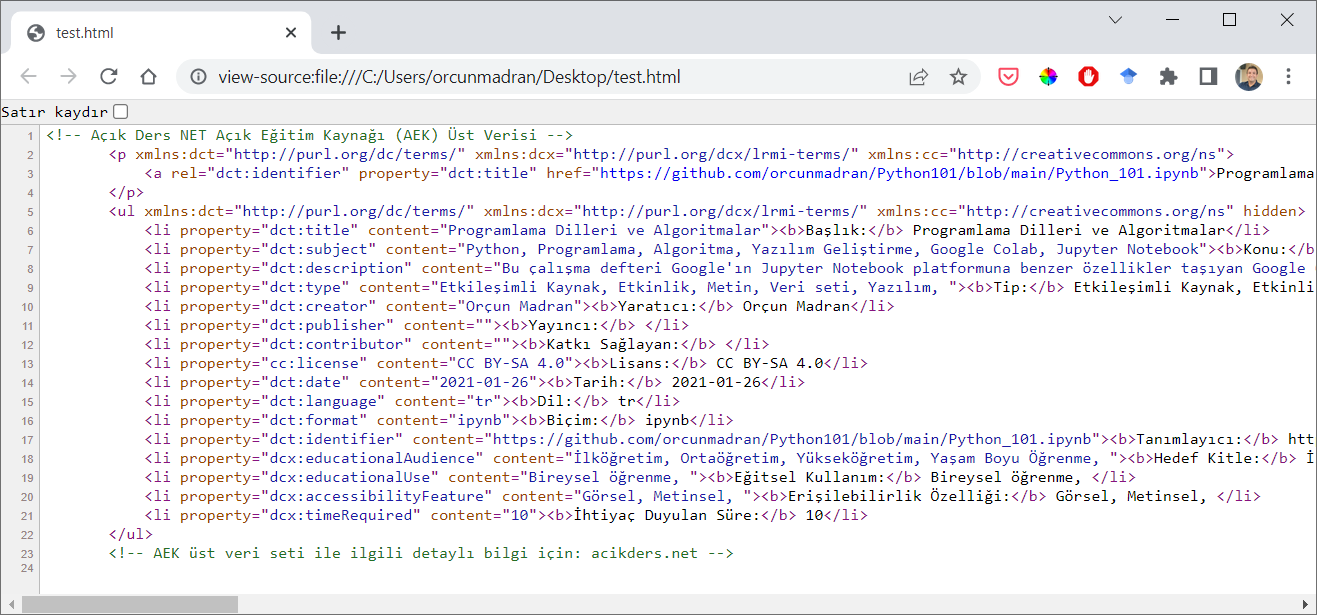 test.html
view-source:file:///C:/Users/orcunmadran/Desktop/test.html
Satır kaydır
1 <!-- Açık Ders NET Açık Eğitim Kaynağı (AEK) Üst Verisi -->
2 <p xmlns:dct="http://purl.org/dc/terms/" xmlns:dcx="http://purl.org/dcx/lrmi-terms/" xmlns:cc="http://creativecommons.org/ns">
3 <a rel="dct:identifier" property="dct:title" href="https://github.com/orcunmadran/Python101/blob/main/Python_101.ipynb">Programlama
4 </p>
5 <ul xmlns:dct="http://purl.org/dc/terms/" xmlns:dcx="http://purl.org/dcx/lrmi-terms/" xmlns:cc="http://creativecommons.org/ns" hidden>
6 <li property="dct:title" content="Programlama Dilleri ve Algoritmalar"><b>Başlık:</b> Programlama Dilleri ve Algoritmalar</li>
7 <li property="dct:subject" content="Python, Programlama, Algoritma, Yazılım Geliştirme, Google Colab, Jupyter Notebook"><b>Konu:</b
8 <li property="dct:description" content="Bu çalışma defteri Google'ın Jupyter Notebook platformuna benzer özellikler taşıyan Google
9 <li property="dct:type" content="Etkileşimli Kaynak, Etkinlik, Metin, Veri seti, Yazılım, "><b>Tip:</b> Etkileşimli Kaynak, Etkinli
10 <li property="dct:creator" content="Orçun Madran"><b>Yaratıcı:</b> Orçun Madran</li>
11 <li property="dct:publisher" content=""><b>Yayıncı:</b> </li>
12 <li property="dct:contributor" content=""><b>Katkı Sağlayan:</b> </li>
13 <li property="cc:license" content="CC BY-SA 4.0"><b>Lisans:</b> CC BY-SA 4.0</li>
14 <li property="dct:date" content="2021-01-26"><b>Tarih:</b> 2021-01-26</li>
15 <li property="dct:language" content="tr"><b>Dil:</b> tr</li>
16 <li property="dct:format" content="ipynb"><b>Biçim:</b> ipynb</li>
17 <li property="dct:identifier" content="https://github.com/orcunmadran/Python101/blob/main/Python_101.ipynb"><b>Tanımlayıcı:</b> htt
18 <li property="dcx:educationalAudience" content="İlköğretim, Ortaöğretim, Yükseköğretim, Yaşam Boyu Öğrenme, "><b>Hedef Kitle:</b> İ
19 <li property="dcx:educationalUse" content="Bireysel öğrenme, "><b>Eğitsel Kullanım:</b> Bireysel öğrenme, </li>
20 <li property="dcx:accessibilityFeature" content="Görsel, Metinsel, "><b>Erişilebilirlik Özelliği:</b> Görsel, Metinsel, </li>
21 <li property="dcx:timeRequired" content="10"><b>İhtiyaç Duyulan Süre:</b> 10</li>
22 </ul>
23 <!-- AEK üst veri seti ile ilgili detaylı bilgi için: acikders.net -->
24